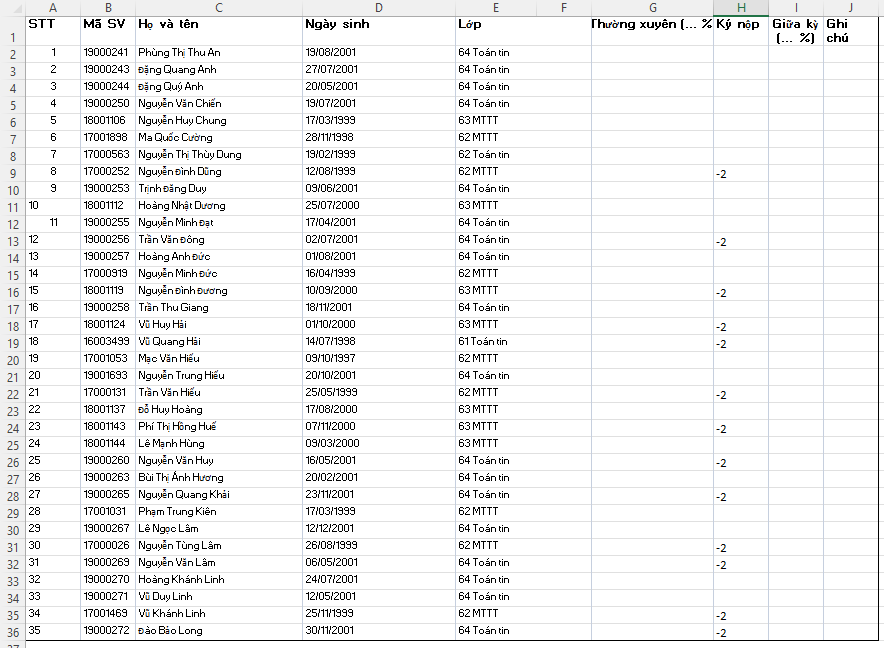 A B C D E F G H I J
1 STT Mã SV Họ và tên Ngày sinh Lớp Thường xuyên (... % Ký nộp Giữa kỳ (... %) Ghi chú
2 1 19000241 Phùng Thị Thu An 19/08/2001 64 Toán tin
3 2 19000243 Đặng Quang Anh 27/07/2001 64 Toán tin
4 3 19000244 Đặng Quý Anh 20/05/2001 64 Toán tin
5 4 19000250 Nguyễn Văn Chiến 19/07/2001 64 Toán tin
6 5 18001106 Nguyễn Huy Chung 17/03/1999 63 MTTT
7 6 17001898 Ma Quốc Cường 28/11/1998 62 MTTT
8 7 17000563 Nguyễn Thị Thùy Dung 19/02/1999 62 Toán tin
9 8 17000252 Nguyễn Đình Dũng 12/08/1999 62 MTTT -2
10 9 19000253 Trịnh Đăng Duy 09/06/2001 64 Toán tin
11 10 18001112 Hoàng Nhật Dương 25/07/2000 63 MTTT
12 11 19000255 Nguyễn Minh Đạt 17/04/2001 64 Toán tin
13 12 19000256 Trần Văn Đông 02/07/2001 64 Toán tin -2
14 13 19000257 Hoàng Anh Đức 01/08/2001 64 Toán tin
15 14 17000919 Nguyễn Minh Đức 16/04/1999 62 MTTT
16 15 18001119 Nguyễn Đình Đương 10/09/2000 63 MTTT -2
17 16 19000258 Trần Thu Giang 18/11/2001 64 Toán tin
18 17 18001124 Vũ Huy Hải 01/10/2000 63 MTTT -2
19 18 16003499 Vũ Quang Hải 14/07/1998 61 Toán tin -2
20 19 17001053 Mạc Văn Hiếu 09/10/1997 62 MTTT
21 20 19001693 Nguyễn Trung Hiếu 20/10/2001 64 Toán tin
22 21 17000131 Trần Văn Hiếu 25/05/1999 62 MTTT -2
23 22 18001137 Đỗ Huy Hoàng 17/08/2000 63 MTTT
24 23 18001143 Phí Thị Hồng Huế 07/11/2000 63 MTTT -2
25 24 18001144 Lê Mạnh Hùng 09/03/2000 63 MTTT
26 25 19000260 Nguyễn Văn Huy 16/05/2001 64 Toán tin -2
27 26 19000263 Bùi Thị Ánh Hương 20/02/2001 64 Toán tin
28 27 19000265 Nguyễn Quang Khải 23/11/2001 64 Toán tin -2
29 28 17001031 Phạm Trung Kiên 17/03/1999 62 MTTT
30 29 19000267 Lê Ngọc Lâm 12/12/2001 64 Toán tin
31 30 17000026 Nguyễn Tùng Lâm 26/08/1999 62 MTTT -2
32 31 19000269 Nguyễn Văn Lâm 06/05/2001 64 Toán tin -2
33 32 19000270 Hoàng Khánh Linh 24/07/2001 64 Toán tin
34 33 19000271 Vũ Duy Linh 12/05/2001 64 Toán tin
35 34 17001469 Vũ Khánh Linh 25/11/1999 62 MTTT -2
36 35 19000272 Đào Bảo Long 30/11/2001 64 Toán tin -2